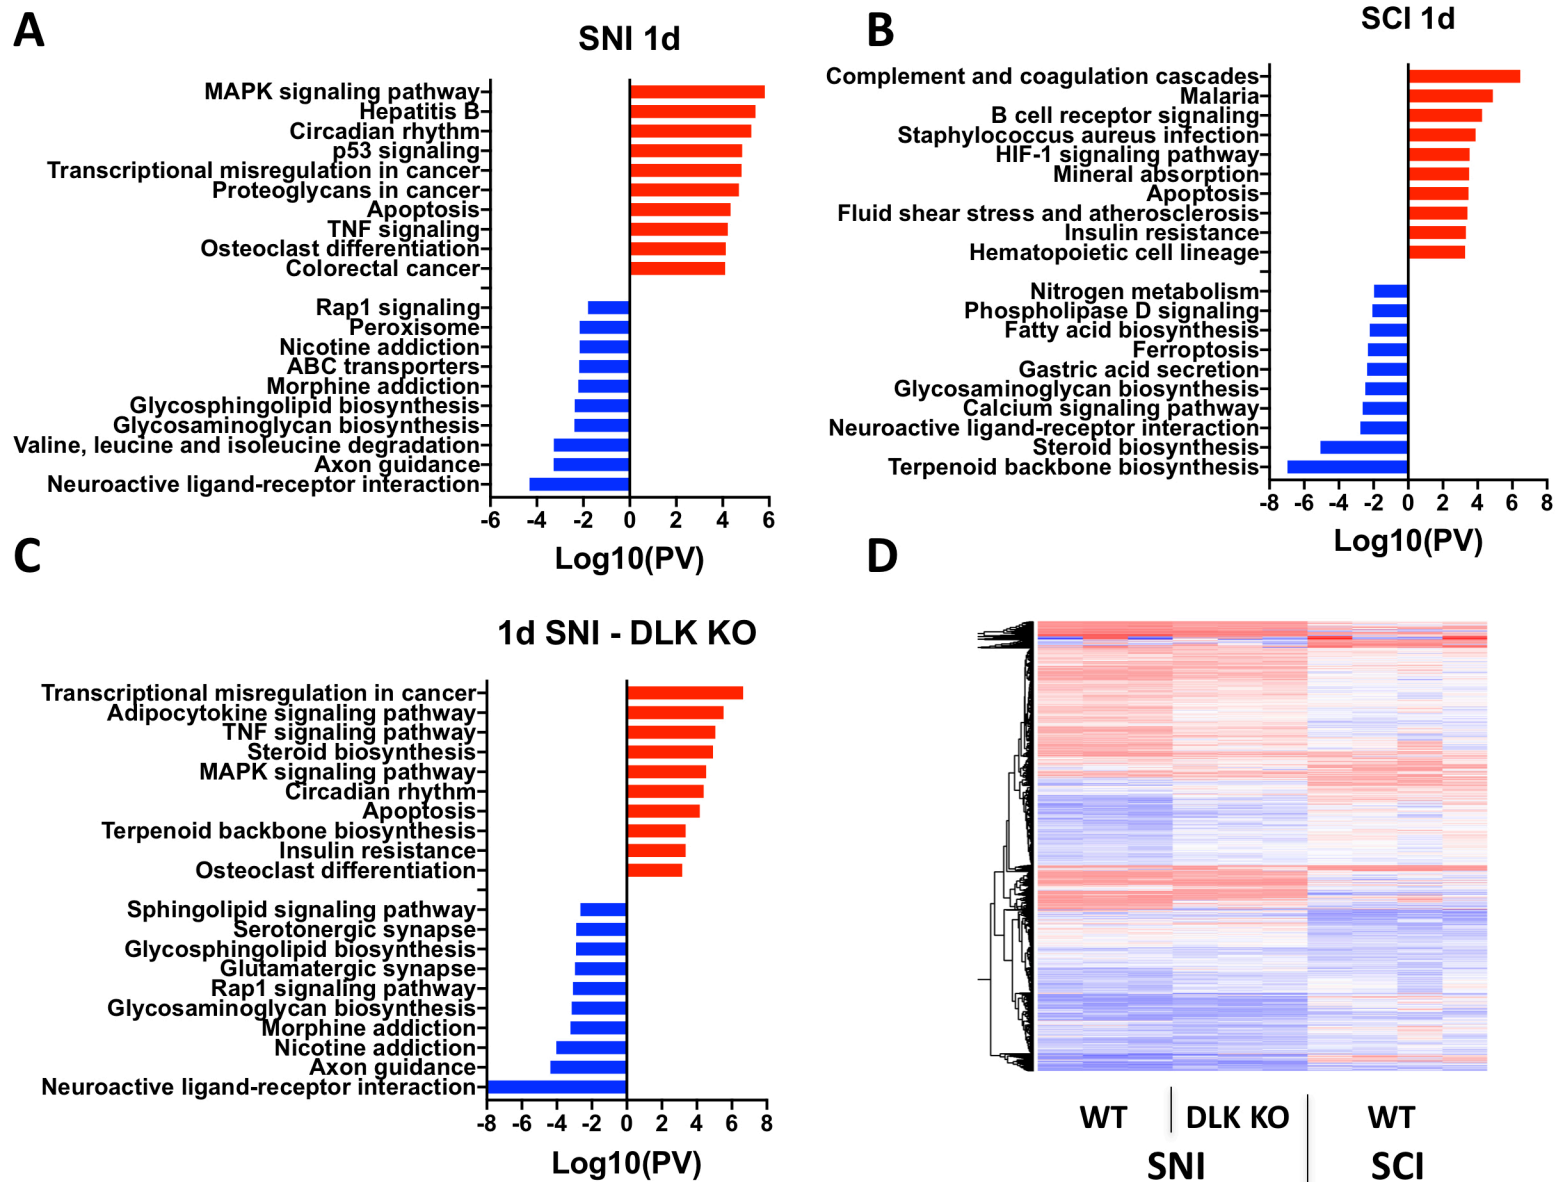 A
SNI 1d
MAPK signaling pathway
Hepatitis B
Circadian rhythm
p53 signaling
Transcriptional misregulation in cancer
Proteoglycans in cancer
Apoptosis
TNF signaling
Osteoclast differentiation
Colorectal cancer
Rap1 signaling
Peroxisome
Nicotine addiction
ABC transporters
Morphine addiction
Glycosphingolipid biosynthesis
Glycosaminoglycan biosynthesis
Valine, leucine and isoleucine degradation
Axon guidance
Neuroactive ligand-receptor interaction
-6 -4 -2 0 2 4 6
Log10(PV)
B
SCI 1d
Complement and coagulation cascades
Malaria
B cell receptor signaling
Staphylococcus aureus infection
HIF-1 signaling pathway
Mineral absorption
Apoptosis
Fluid shear stress and atherosclerosis
Insulin resistance
Hematopoietic cell lineage
Nitrogen metabolism
Phospholipase D signaling
Fatty acid biosynthesis
Ferroptosis
Gastric acid secretion
Glycosaminoglycan biosynthesis
Calcium signaling pathway
Neuroactive ligand-receptor interaction
Steroid biosynthesis
Terpenoid backbone biosynthesis
-8 -6 -4 -2 0 2 4 6 8
Log10(PV)
C
1d SNI - DLK KO
Transcriptional misregulation in cancer
Adipocytokine signaling pathway
TNF signaling pathway
Steroid biosynthesis
MAPK signaling pathway
Circadian rhythm
Apoptosis
Terpenoid backbone biosynthesis
Insulin resistance
Osteoclast differentiation
Sphingolipid signaling pathway
Serotonergic synapse
Glycosphingolipid biosynthesis
Glutamatergic synapse
Rap1 signaling pathway
Glycosaminoglycan biosynthesis
Morphine addiction
Nicotine addiction
Axon guidance
Neuroactive ligand-receptor interaction
-8 -6 -4 -2 0 2 4 6 8
Log10(PV)
D
WT DLK KO WT
SNI SCI